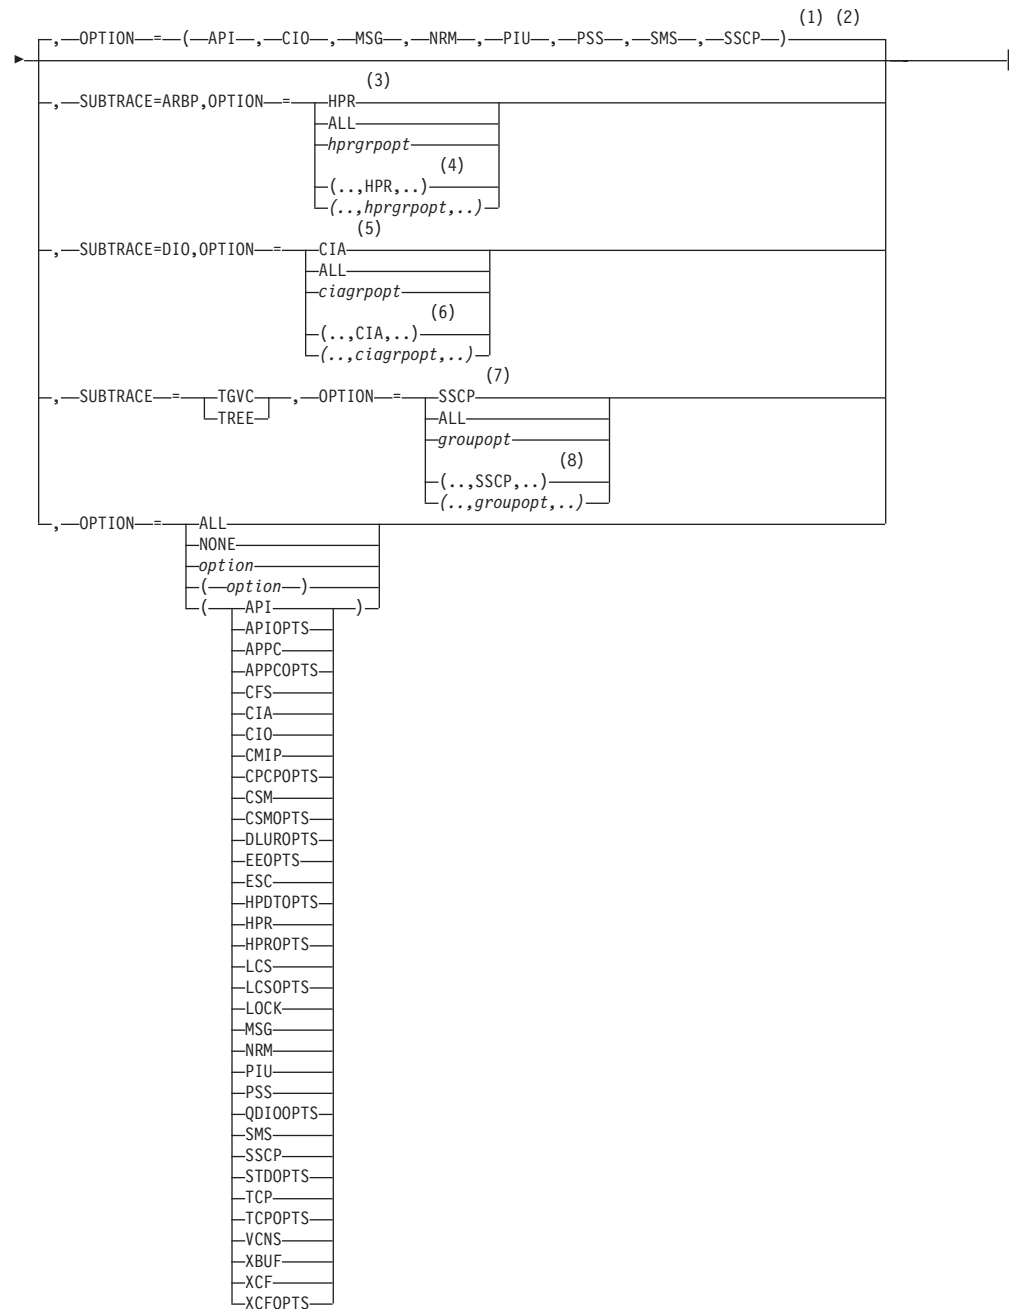 (1) (2)
,OPTION=(API,CIO,MSG,NRM,PIU,PSS,SMS,SSCP)
(3)
,SUBTRACE=ARBP,OPTION=HPR
ALL
hprgrpopt
(4)
(..,HPR,..)
(..,hprgrpopt,..)
(5)
,SUBTRACE=DIO,OPTION=CIA
ALL
ciagrpopt
(6)
(..,CIA,..)
(..,ciagrpopt,..)
(7)
,SUBTRACE=TGVC,OPTION=SSCP
TREE ALL
groupopt
(8)
(..,SSCP,..)
(..,groupopt,..)
,OPTION=ALL
NONE
option
(option)
(API)
APIOPTS
APPC
APPCOPTS
CFS
CIA
CIO
CMIP
CPCPOPTS
CSM
CSMOPTS
DLUROPTS
EEOPTS
ESC
HPDTOPTS
HPR
HPROPTS
LCS
LCSOPTS
LOCK
MSG
NRM
PIU
PSS
QDIOOPTS
SMS
SSCP
STDOPTS
TCP
TCPOPTS
VCNS
XBUF
XCF
XCFOPTS